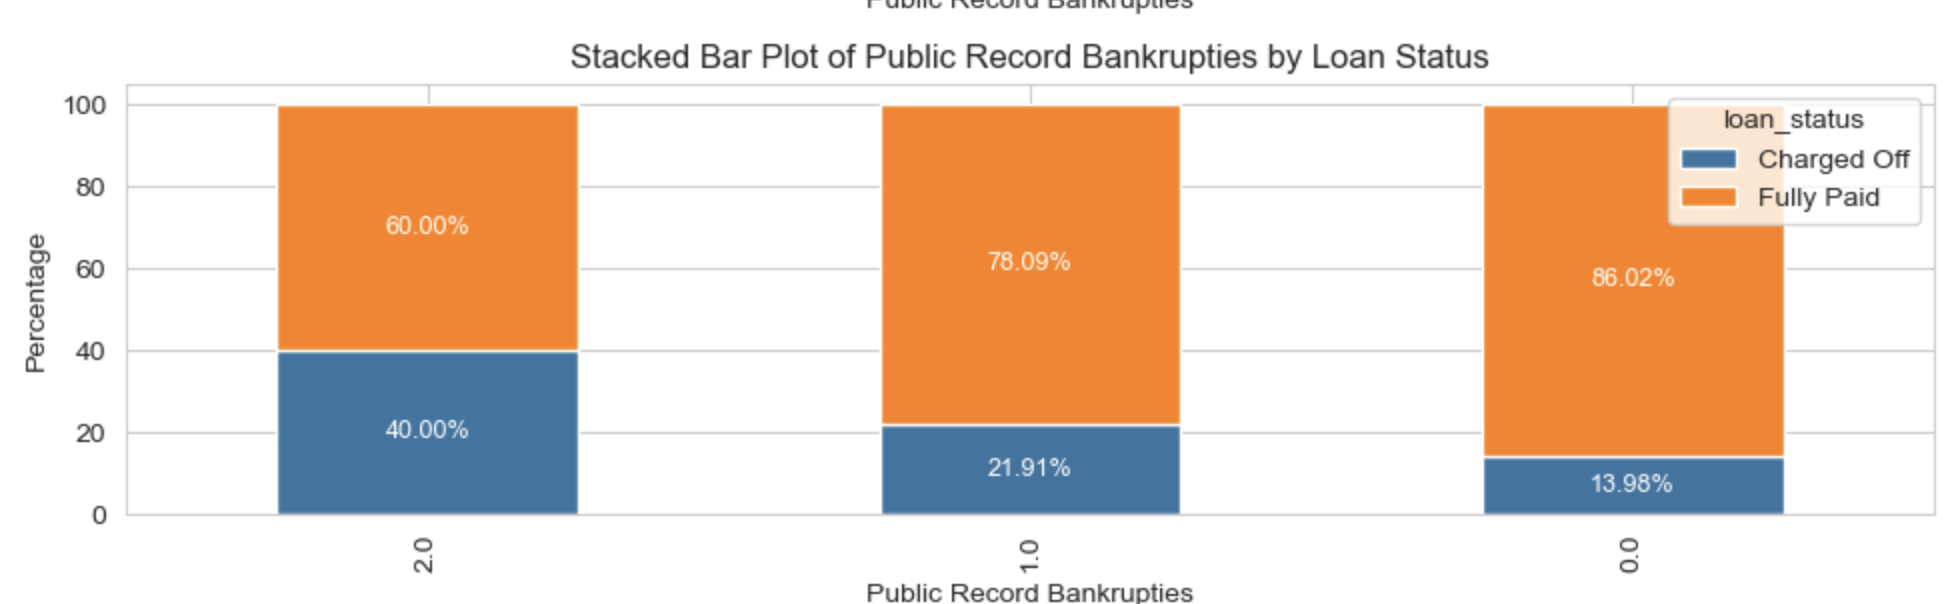 Public Record Bankrupties
Stacked Bar Plot of Public Record Bankrupties by Loan Status
100
80
60
40
20
0
Percentage
60.00%
40.00%
78.09%
21.91%
86.02%
13.98%
loan_status
Charged Off
Fully Paid
2.0
1.0
0.0
Public Record Bankrupties